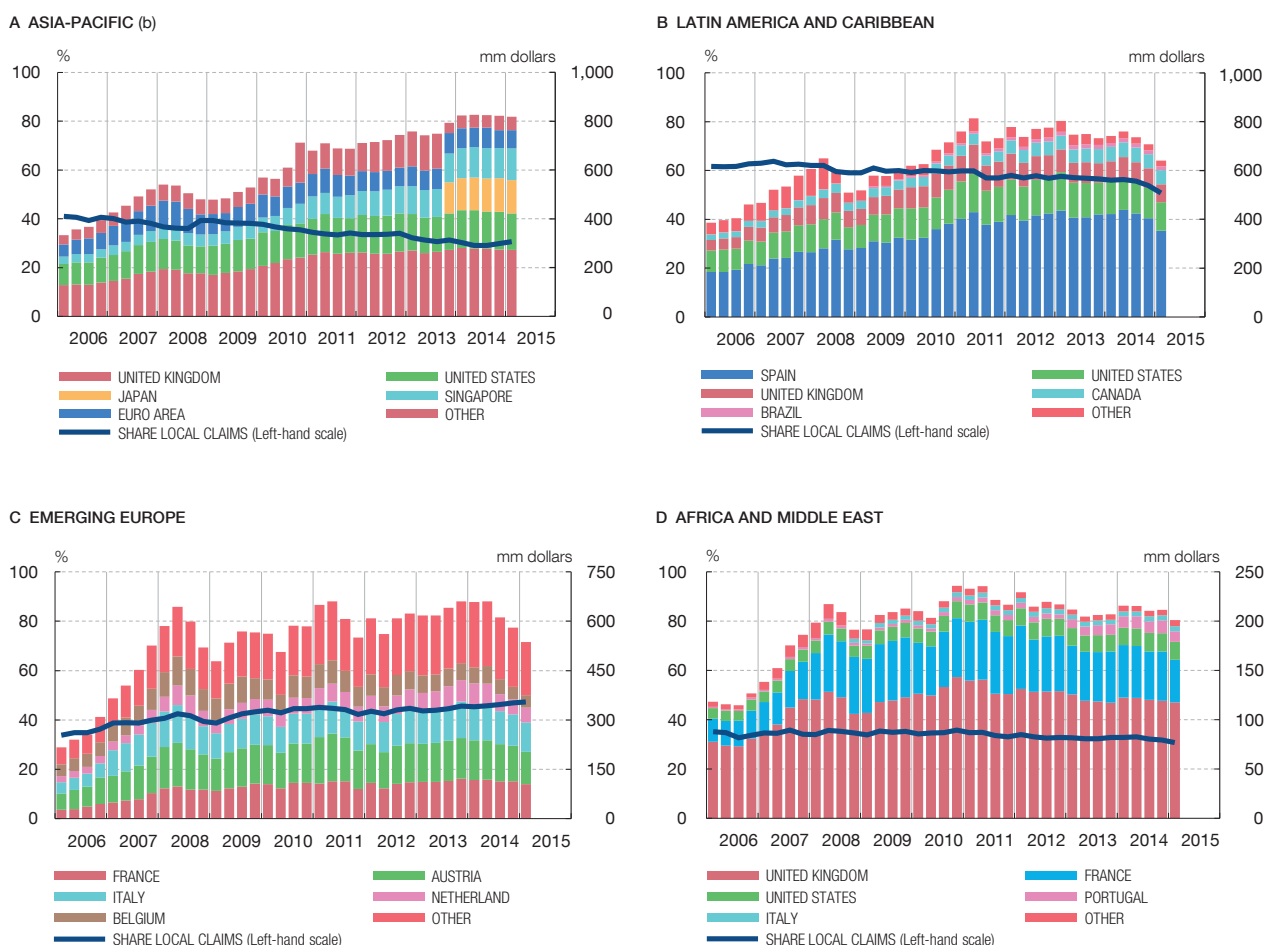 A ASIA-PACIFIC (b)
% mm dollars
100 1,000
80 800
60 600
40 400
20 200
0 0
2006 2007 2008 2009 2010 2011 2012 2013 2014 2015
UNITED KINGDOM UNITED STATES
JAPAN SINGAPORE
EURO AREA OTHER
SHARE LOCAL CLAIMS (Left-hand scale)
B LATIN AMERICA AND CARIBBEAN
% mm dollars
100 1,000
80 800
60 600
40 400
20 200
0 0
2006 2007 2008 2009 2010 2011 2012 2013 2014 2015
SPAIN UNITED STATES
UNITED KINGDOM CANADA
BRAZIL OTHER
SHARE LOCAL CLAIMS (Left-hand scale)
C EMERGING EUROPE
% mm dollars
100 750
80 600
60 450
40 300
20 150
0 0
2006 2007 2008 2009 2010 2011 2012 2013 2014 2015
FRANCE AUSTRIA
ITALY NETHERLAND
BELGIUM OTHER
SHARE LOCAL CLAIMS (Left-hand scale)
D AFRICA AND MIDDLE EAST
% mm dollars
100 250
80 200
60 150
40 100
20 50
0 0
2006 2007 2008 2009 2010 2011 2012 2013 2014 2015
UNITED KINGDOM FRANCE
UNITED STATES PORTUGAL
ITALY OTHER
SHARE LOCAL CLAIMS (Left-hand scale)